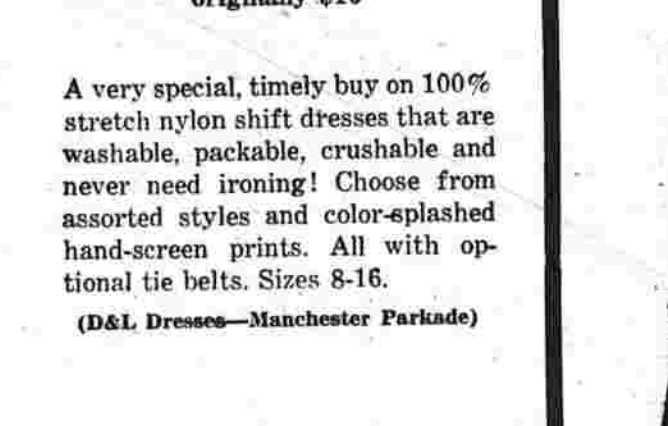 originally $10
A very special, timely buy on 100%
stretch nylon shift dresses that are
washable, packable, crushable and
never need ironing! Choose from
assorted styles and color-splashed
hand-screen prints. All with op-
tional tie belts. Sizes 8-16.
(D&L Dresses—Manchester Parkade)